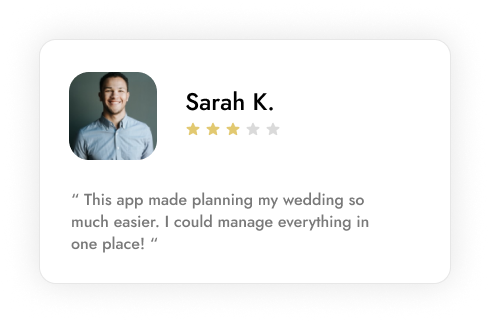 Sarah K.
“ This app made planning my wedding so
much easier. I could manage everything in
one place! “